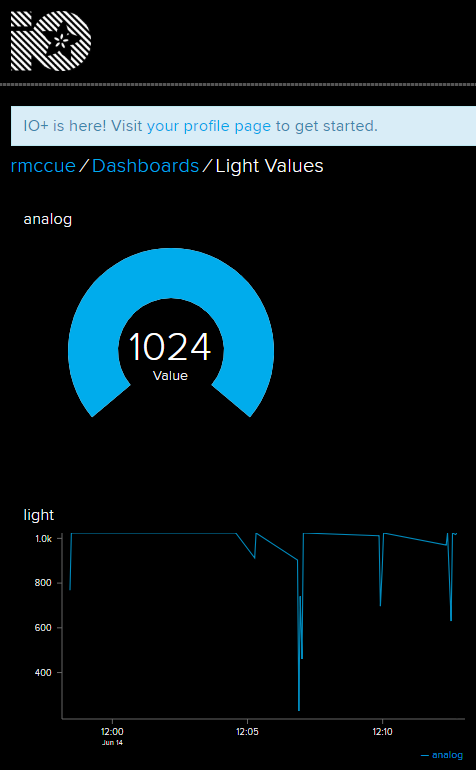 iO
IO+ is here! Visit your profile page to get started.
rmccue / Dashboards / Light Values
analog
1024
Value
light
1.0k
800
600
400
12:00
Jun 14
12:05
12:10
analog